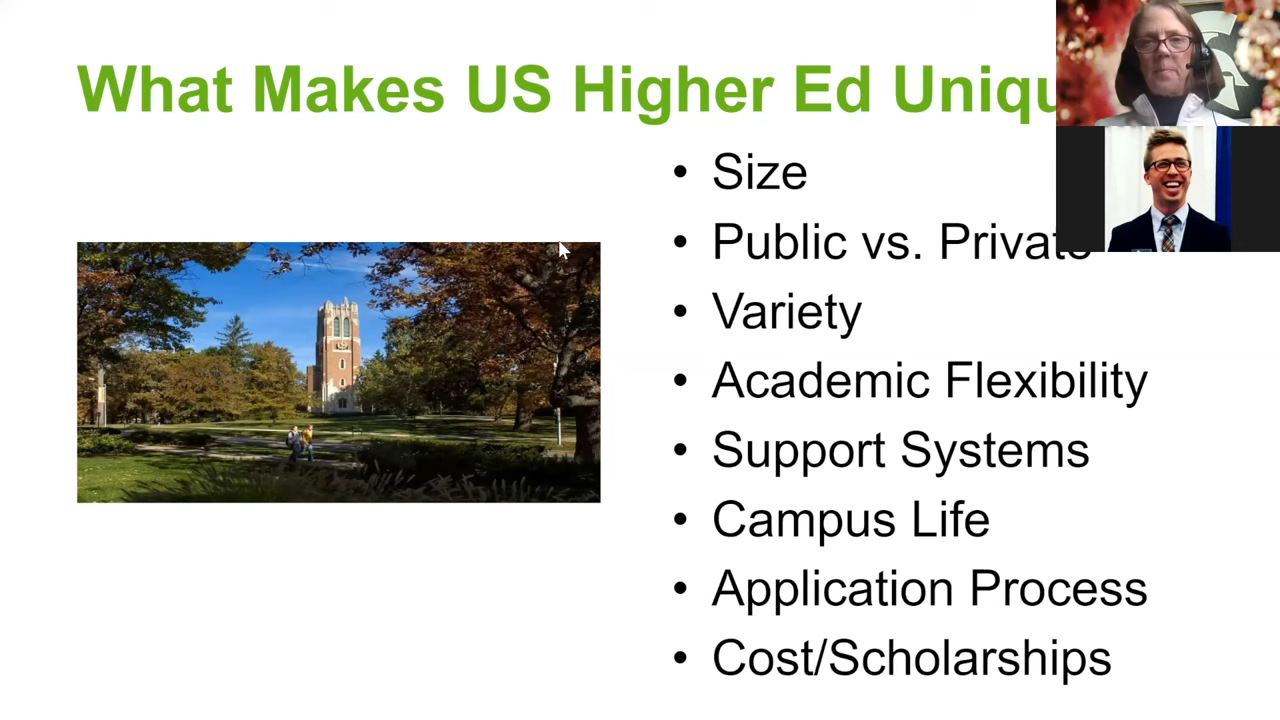 What Makes US Higher Ed Uniqu
• Size
• Public vs. Private
• Variety
• Academic Flexibility
• Support Systems
• Campus Life
• Application Process
• Cost/Scholarships